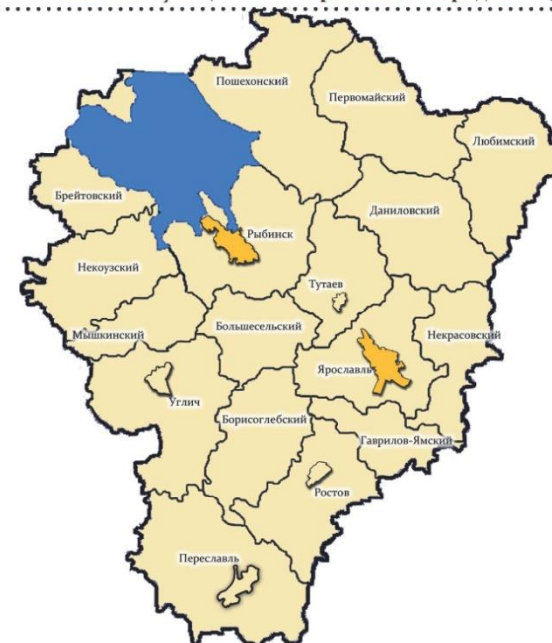 Пошехонский
Первомайский
Любимский
Брейтовский
Даниловский
Рыбинск
Некоузский
Тутаев
Мышкинский
Большесельский
Некрасовский
Ярославль
Углич
Борисоглебский
Гаврилов-Ямский
Ростов
Переславль